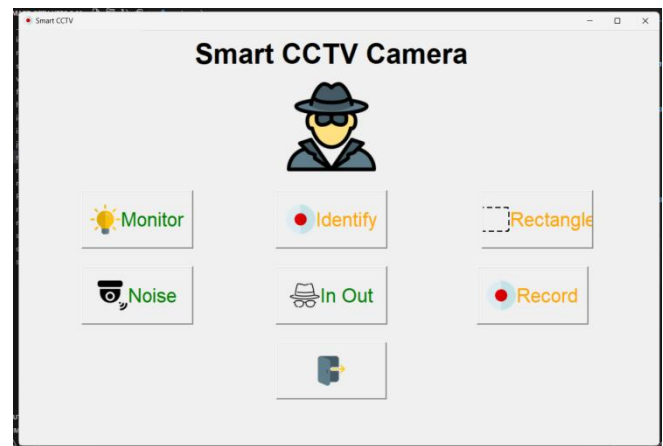 Smart CCTV
Smart CCTV Camera
Monitor
Identify
Rectangle
Noise
In Out
Record